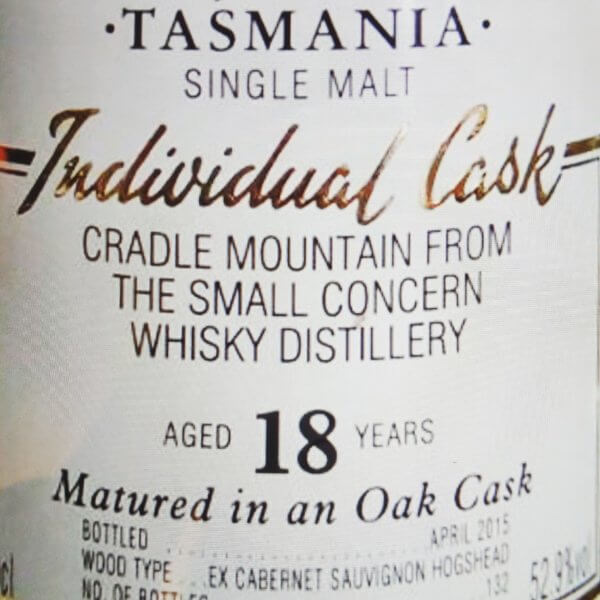 ·TASMANIA·
SINGLE MALT
Individual Cask
CRADLE MOUNTAIN FROM
THE SMALL CONCERN
WHISKY DISTILLERY
AGED 18 YEARS
Matured in an Oak Cask
BOTTLED APRIL 2015
WOOD TYPE EX CABERNET SAUVIGNON HOGSHEAD
NO. OF BOTTLES 132
cl 52.9%vol